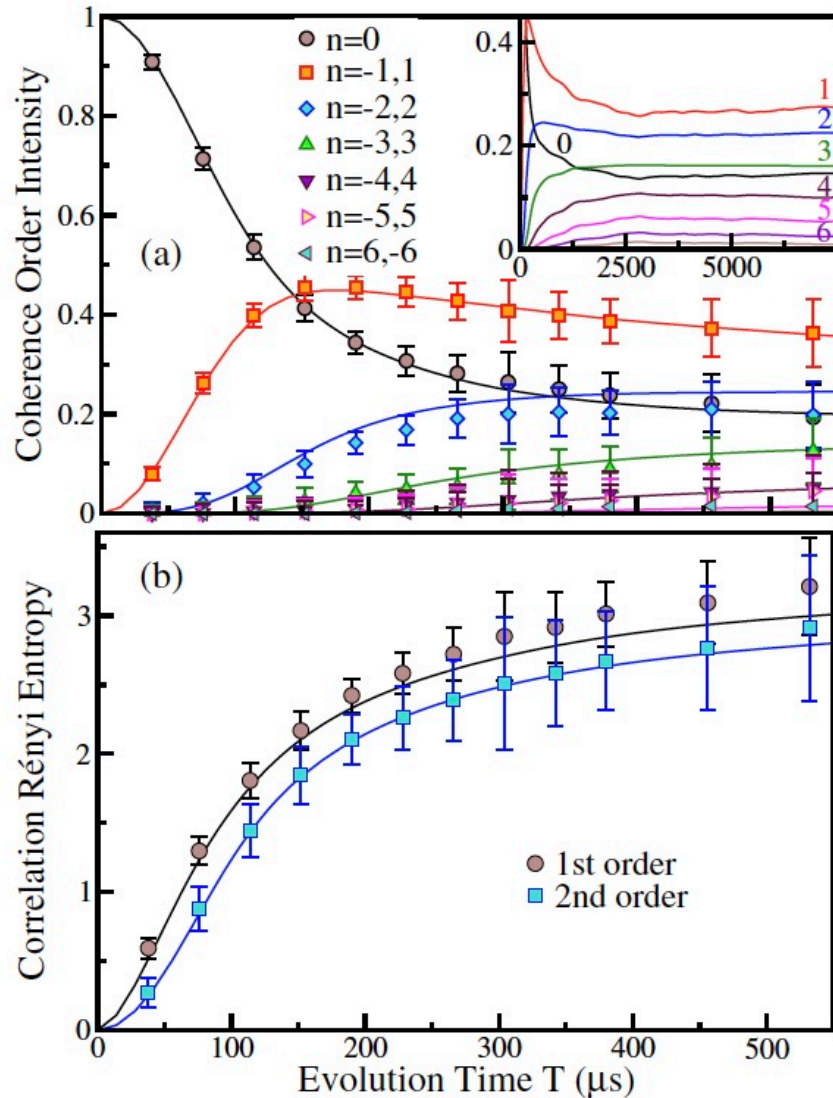 1
0.8
0.6
0.4
0.2
0
Coherence Order Intensity
(a)
n=0
n=-1,1
n=-2,2
n=-3,3
n=-4,4
n=-5,5
n=6,-6
0.4
0.2
0
0
2500
5000
1
2
0
3
4
5
6
(b)
3
2
1
0
Correlation Rényi Entropy
1st order
2nd order
0
100
200
300
400
500
Evolution Time T (μs)